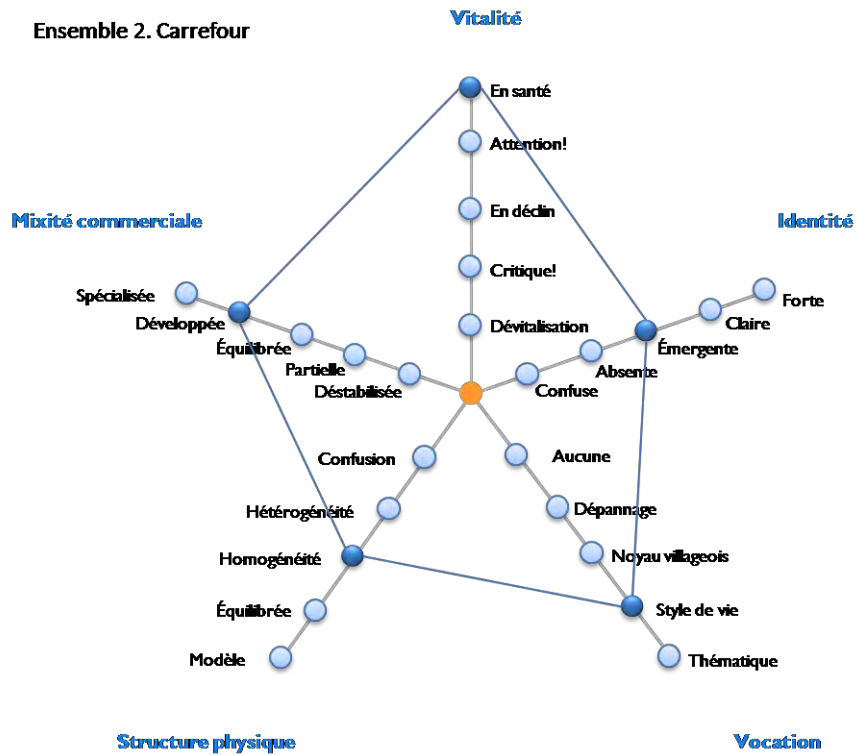 Vitalité
Ensemble 2. Carrefour
En santé
Attention!
Mixité commerciale
En déclin
Identité
Critique!
Spécialisée
Forte
Développée
Dévitalisation
Claire
Équilibrée
Émergente
Partielle
Absente
Déstabilisée
Confuse
Confusion
Aucune
Hétérogénéité
Dépannage
Homogénéité
Noyau villageois
Équilibrée
Style de vie
Modèle
Thématique
Structure physique
Vocation